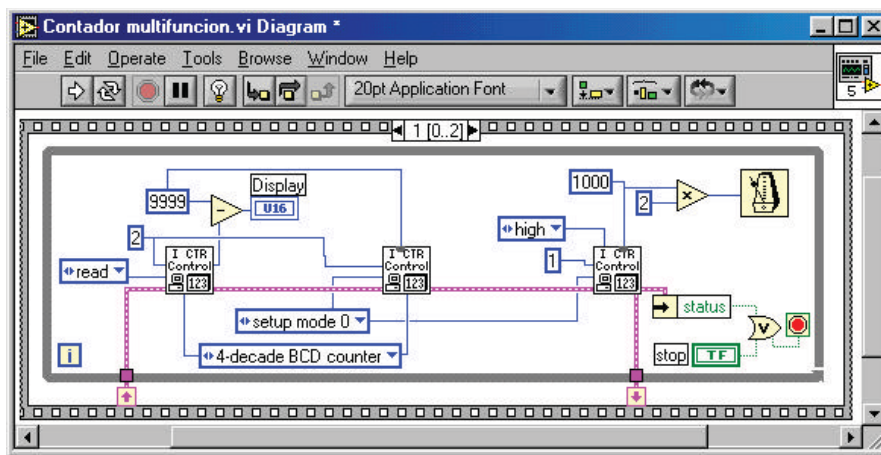 Contador multifuncion.vi Diagram *
File Edit Operate Tools Browse Window Help
20pt Application Font
5
1 [0..2]
Display
9999
U16
1000
2
high
2
I CTR
Control
123
I CTR
Control
123
1
I CTR
Control
123
read
setup mode 0
status
4-decade BCD counter
stop
TF
i